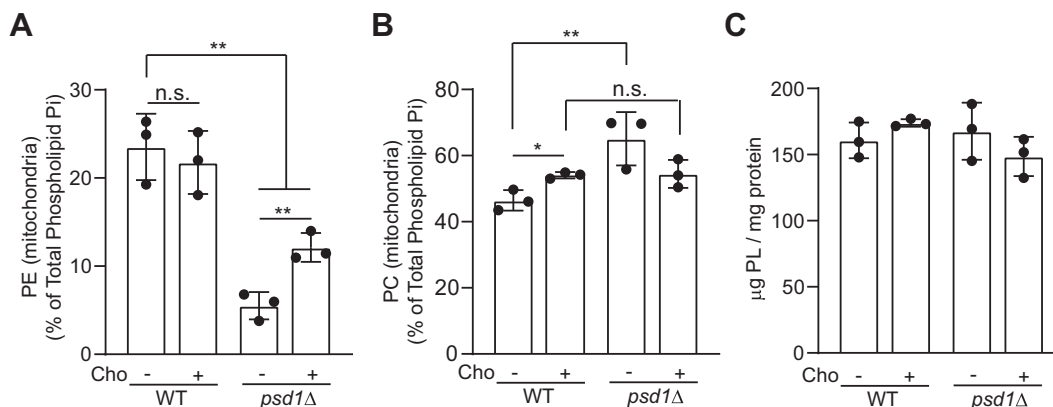 A
PE (mitochondria)
(% of Total Phospholipid Pi)
30
20
10
0
**
n.s.
**
Cho - + - +
WT psd1Δ
B
PC (mitochondria)
(% of Total Phospholipid Pi)
80
60
40
20
0
**
n.s.
*
Cho - + - +
WT psd1Δ
C
µg PL / mg protein
200
150
100
50
0
Cho - + - +
WT psd1Δ